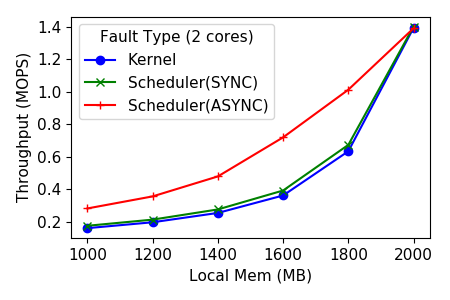 Fault Type (2 cores)
Kernel
Scheduler(SYNC)
Scheduler(ASYNC)
Throughput (MOPS)
1.4
1.2
1.0
0.8
0.6
0.4
0.2
1000 1200 1400 1600 1800 2000
Local Mem (MB)